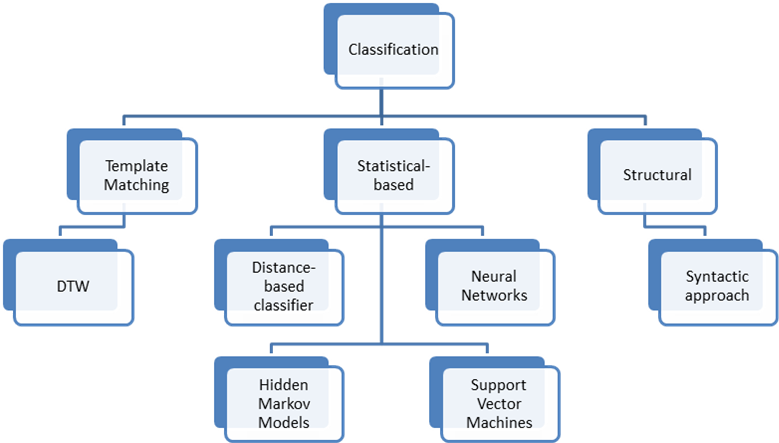 Classification
Template
Matching
Statistical-
based
Structural
DTW
Distance-
based
classifier
Neural
Networks
Syntactic
approach
Hidden
Markov
Models
Support
Vector
Machines